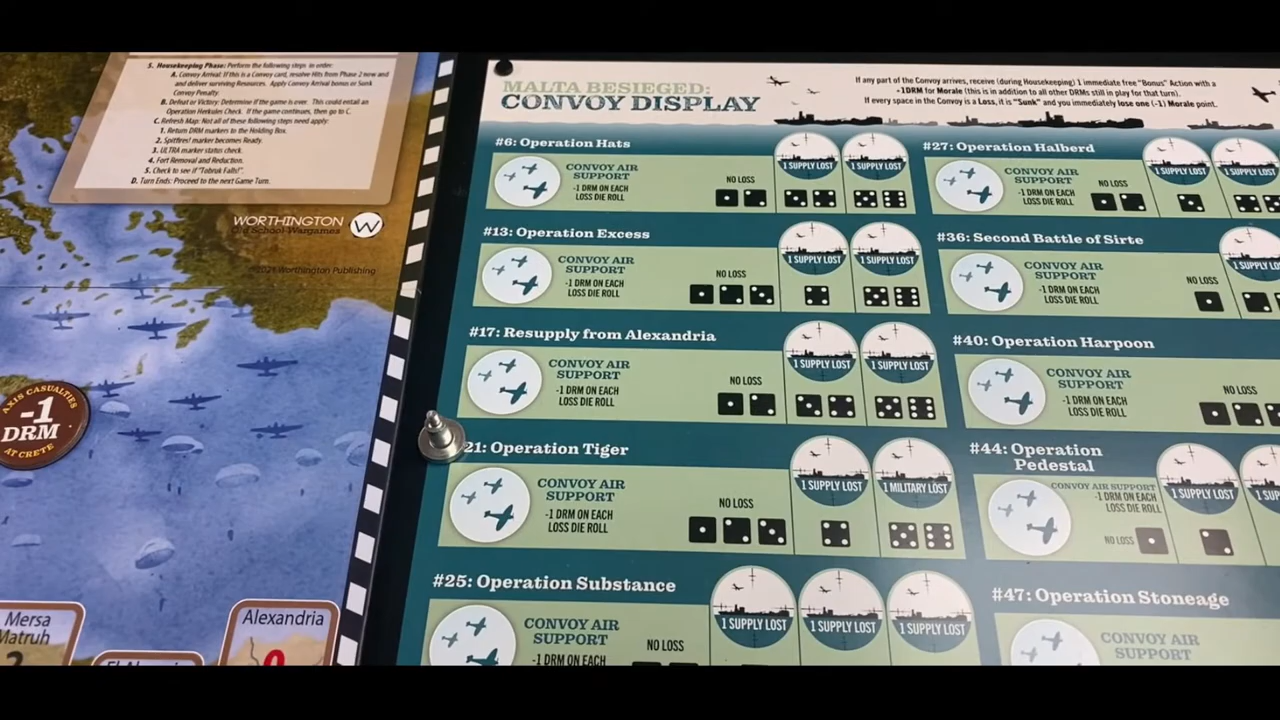 5. Housekeeping Phase: Perform the following steps in order:
A. Convoy Arrival: If this is a Convoy card, resolve Hits from Phase 2 now and
and deliver surviving Resources. Apply Convoy Arrival bonus or Sunk
Convoy Penalty.
B. Defeat or Victory: Determine if the game is over. This could entail an
Operation Herkules Check. If the game continues, then go to C.
C. Refresh Map: Not all of these following steps need apply:
1. Return DRM markers to the Holding Box.
2. Spitfires! marker becomes Ready.
3. ULTRA marker status check.
4. Fort Removal and Reduction.
5. Check to see if "Tobruk Falls!".
D. Turn Ends: Proceed to the next Game Turn.
WORTHINGTON
Old School Wargames
W
Worthington Publishing
AXIS CASUALTIES
-1
DRM
AT CRETE
Mersa
Matruh
2
Alexandria
MALTA BESIEGED:
CONVOY DISPLAY
If any part of the Convoy arrives, receive (during Housekeeping) 1 immediate free "Bonus" Action with a
+1DRM for Morale (this is in addition to all other DRMs still in play for that turn).
If every space in the Convoy is a Loss, it is "Sunk" and you immediately lose one (-1) Morale point.
#6: Operation Hats
CONVOY AIR
SUPPORT
-1 DRM ON EACH
LOSS DIE ROLL
NO LOSS
1 SUPPLY LOST
1 SUPPLY LOST
#13: Operation Excess
CONVOY AIR
SUPPORT
-1 DRM ON EACH
LOSS DIE ROLL
NO LOSS
1 SUPPLY LOST
1 SUPPLY LOST
#17: Resupply from Alexandria
CONVOY AIR
SUPPORT
-1 DRM ON EACH
LOSS DIE ROLL
NO LOSS
1 SUPPLY LOST
1 SUPPLY LOST
21: Operation Tiger
CONVOY AIR
SUPPORT
-1 DRM ON EACH
LOSS DIE ROLL
NO LOSS
1 SUPPLY LOST
1 MILITARY LOST
#25: Operation Substance
CONVOY AIR
SUPPORT
-1 DRM ON EACH
LOSS DIE ROLL
NO LOSS
1 SUPPLY LOST
1 SUPPLY LOST
1 SUPPLY LOST
#27: Operation Halberd
CONVOY AIR
SUPPORT
-1 DRM ON EACH
LOSS DIE ROLL
NO LOSS
1 SUPPLY LOST
1 SUPPLY LOST
#36: Second Battle of Sirte
CONVOY AIR
SUPPORT
-1 DRM ON EACH
LOSS DIE ROLL
NO LOSS
1 SUPPLY
#40: Operation Harpoon
CONVOY AIR
SUPPORT
-1 DRM ON EACH
LOSS DIE ROLL
NO LOSS
#44: Operation
Pedestal
CONVOY AIR SUPPORT
-1 DRM ON EACH
LOSS DIE ROLL
NO LOSS
1 SUPPLY LOST
#47: Operation Stoneage
CONVOY AIR
SUPPORT